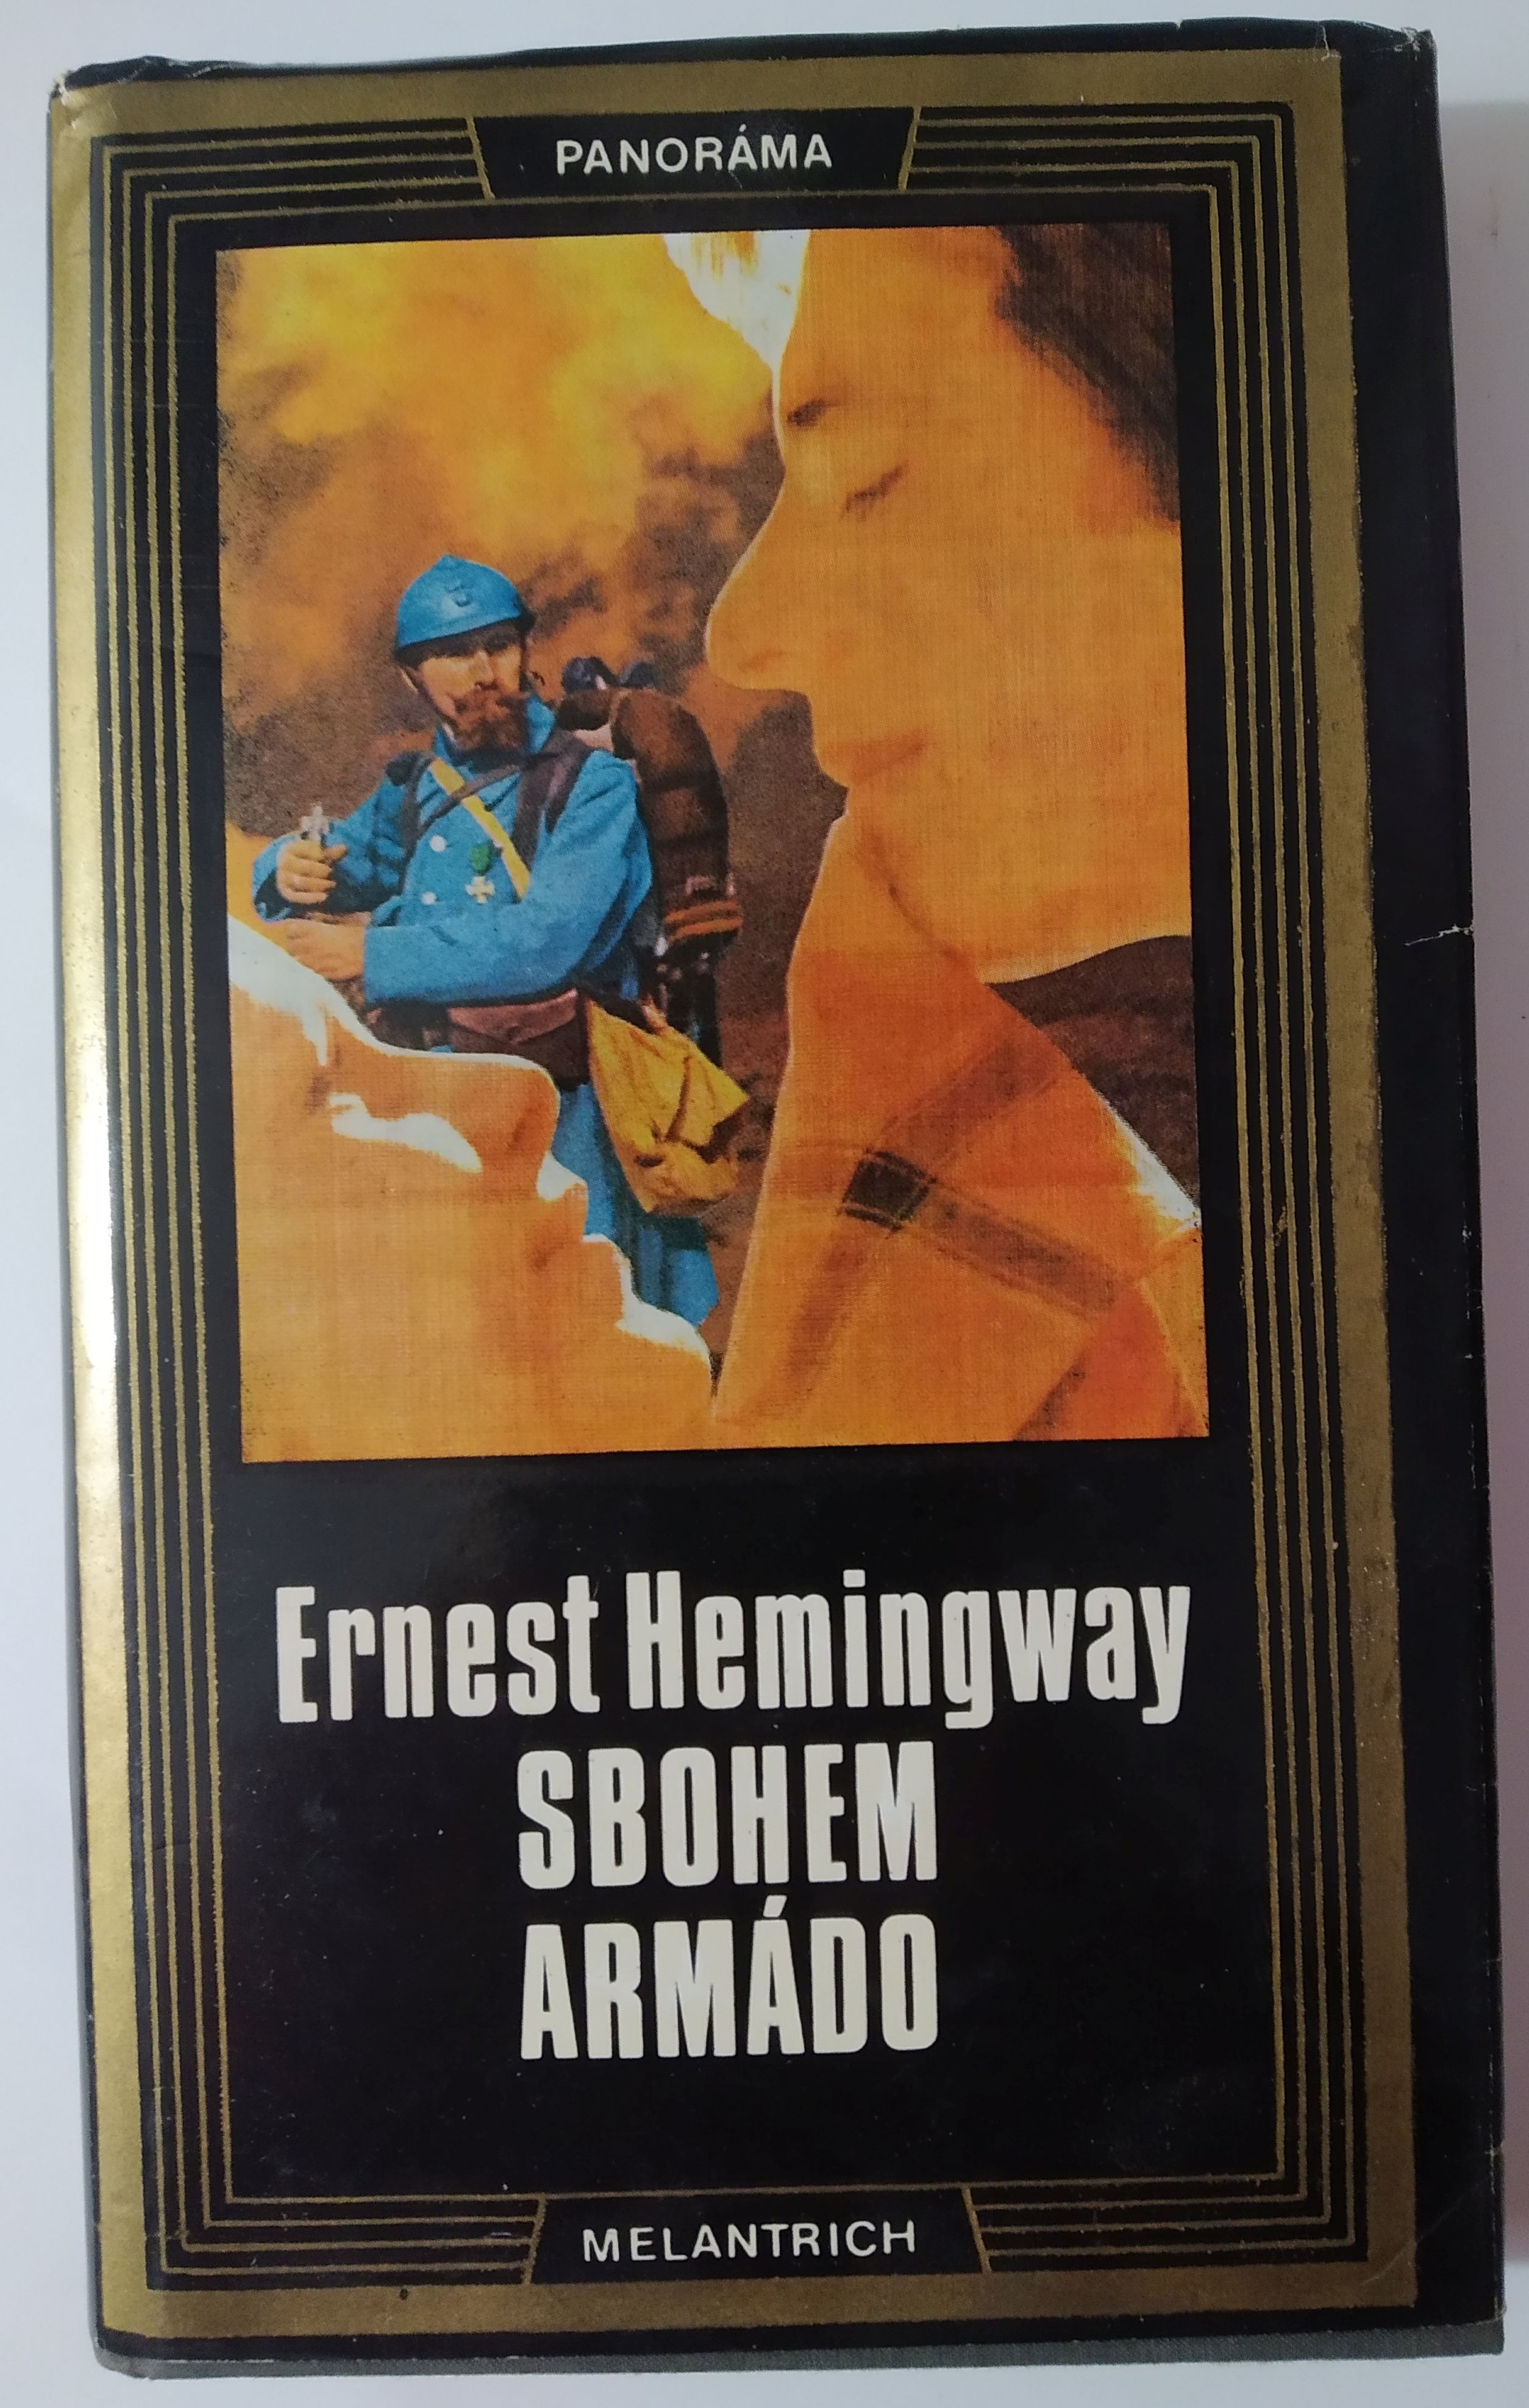 PANORÁMA
Ernest Hemingway
SBOHEM
ARMÁDO
MELANTRICH